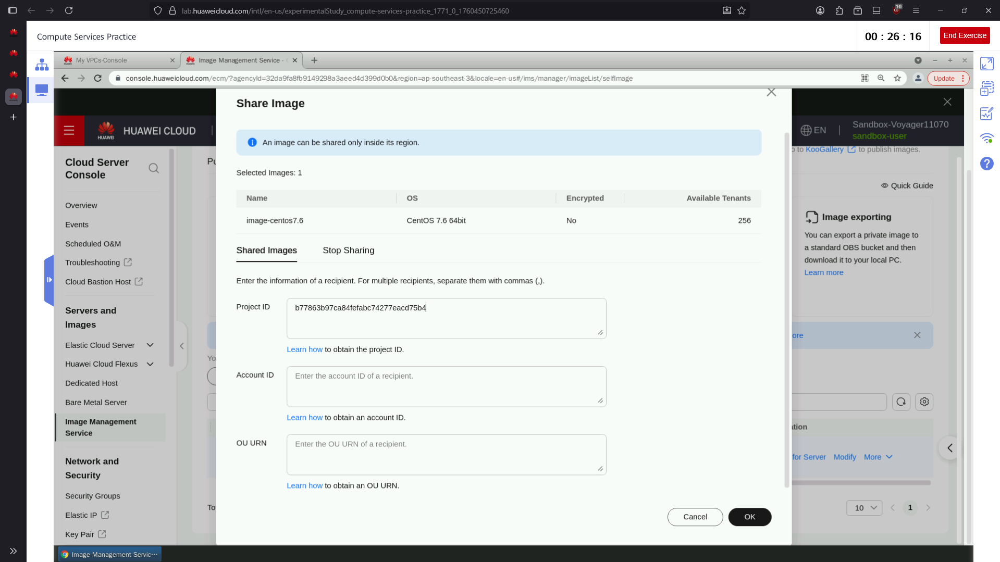 lab.huaweicloud.com/intl/en-us/experimentalStudy_compute-services-practice_1771_0_1760450725460
10
Compute Services Practice
00 : 26 : 16
End Exercise
My VPCs-Console
Image Management Service -
console.huaweicloud.com/ecm/?agencyId=32da9fa8fb9149298a3aeed4d399d0b0&region=ap-southeast-3&locale=en-us#/ims/manager/imageList/selfImage
Update
HUAWEI
HUAWEI CLOUD
EN
Sandbox-Voyager11070
sandbox-user
Cloud Server Console
Overview
Events
Scheduled O&M
Troubleshooting
Cloud Bastion Host
Servers and Images
Elastic Cloud Server
Huawei Cloud Flexus
Dedicated Host
Bare Metal Server
Image Management Service
Network and Security
Security Groups
Elastic IP
Key Pair
Share Image
An image can be shared only inside its region.
Selected Images: 1
Name OS Encrypted Available Tenants
image-centos7.6 CentOS 7.6 64bit No 256
Shared Images Stop Sharing
Enter the information of a recipient. For multiple recipients, separate them with commas (,).
Project ID
b77863b97ca84fefabc74277eacd75b4
Learn how to obtain the project ID.
Account ID
Enter the account ID of a recipient.
Learn how to obtain an account ID.
OU URN
Enter the OU URN of a recipient.
Learn how to obtain an OU URN.
Cancel
OK
KooGallery to publish images.
Quick Guide
Image exporting
You can export a private image to
a standard OBS bucket and then
download it to your local PC.
Learn more
for Server Modify More
10
1
Image Management Servic...